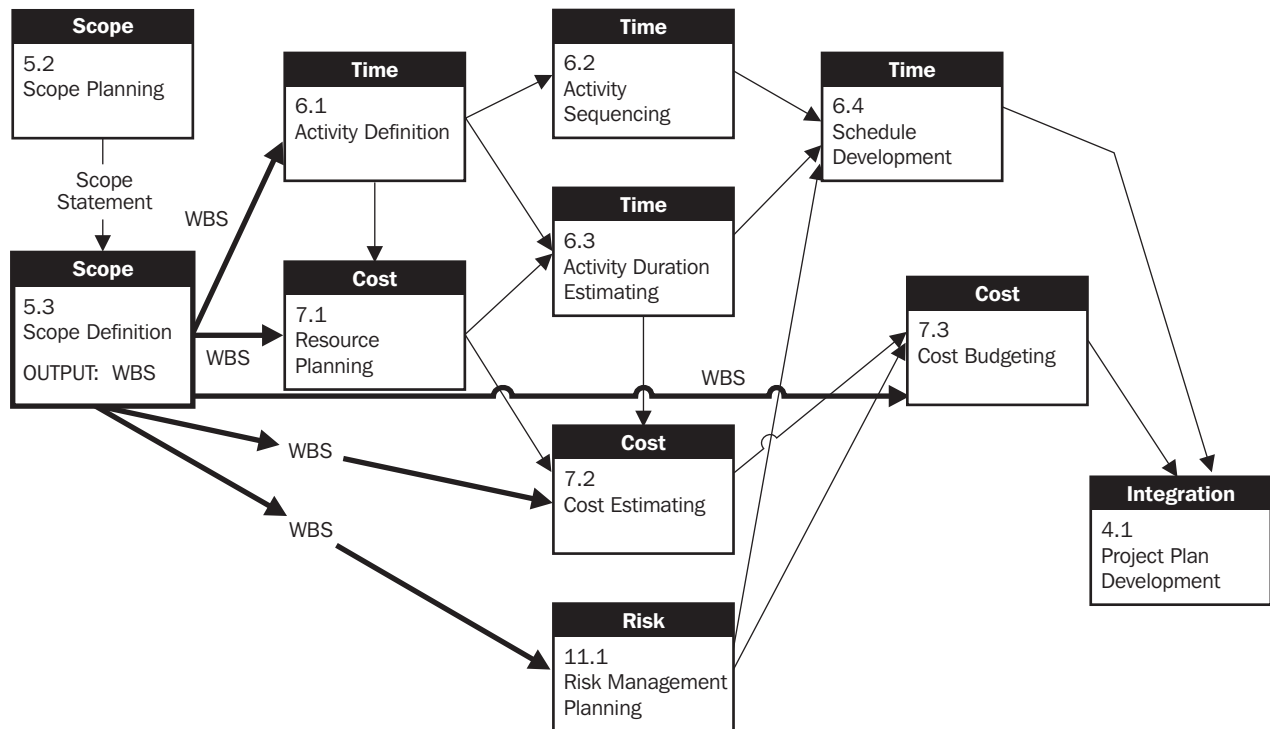 Scope
5.2
Scope Planning
Scope
Statement
Scope
5.3
Scope Definition
OUTPUT: WBS
WBS
WBS
WBS
WBS
WBS
Time
6.1
Activity Definition
Cost
7.1
Resource
Planning
Time
6.2
Activity
Sequencing
Time
6.3
Activity Duration
Estimating
Cost
7.2
Cost Estimating
Risk
11.1
Risk Management
Planning
Time
6.4
Schedule
Development
Cost
7.3
Cost Budgeting
Integration
4.1
Project Plan
Development